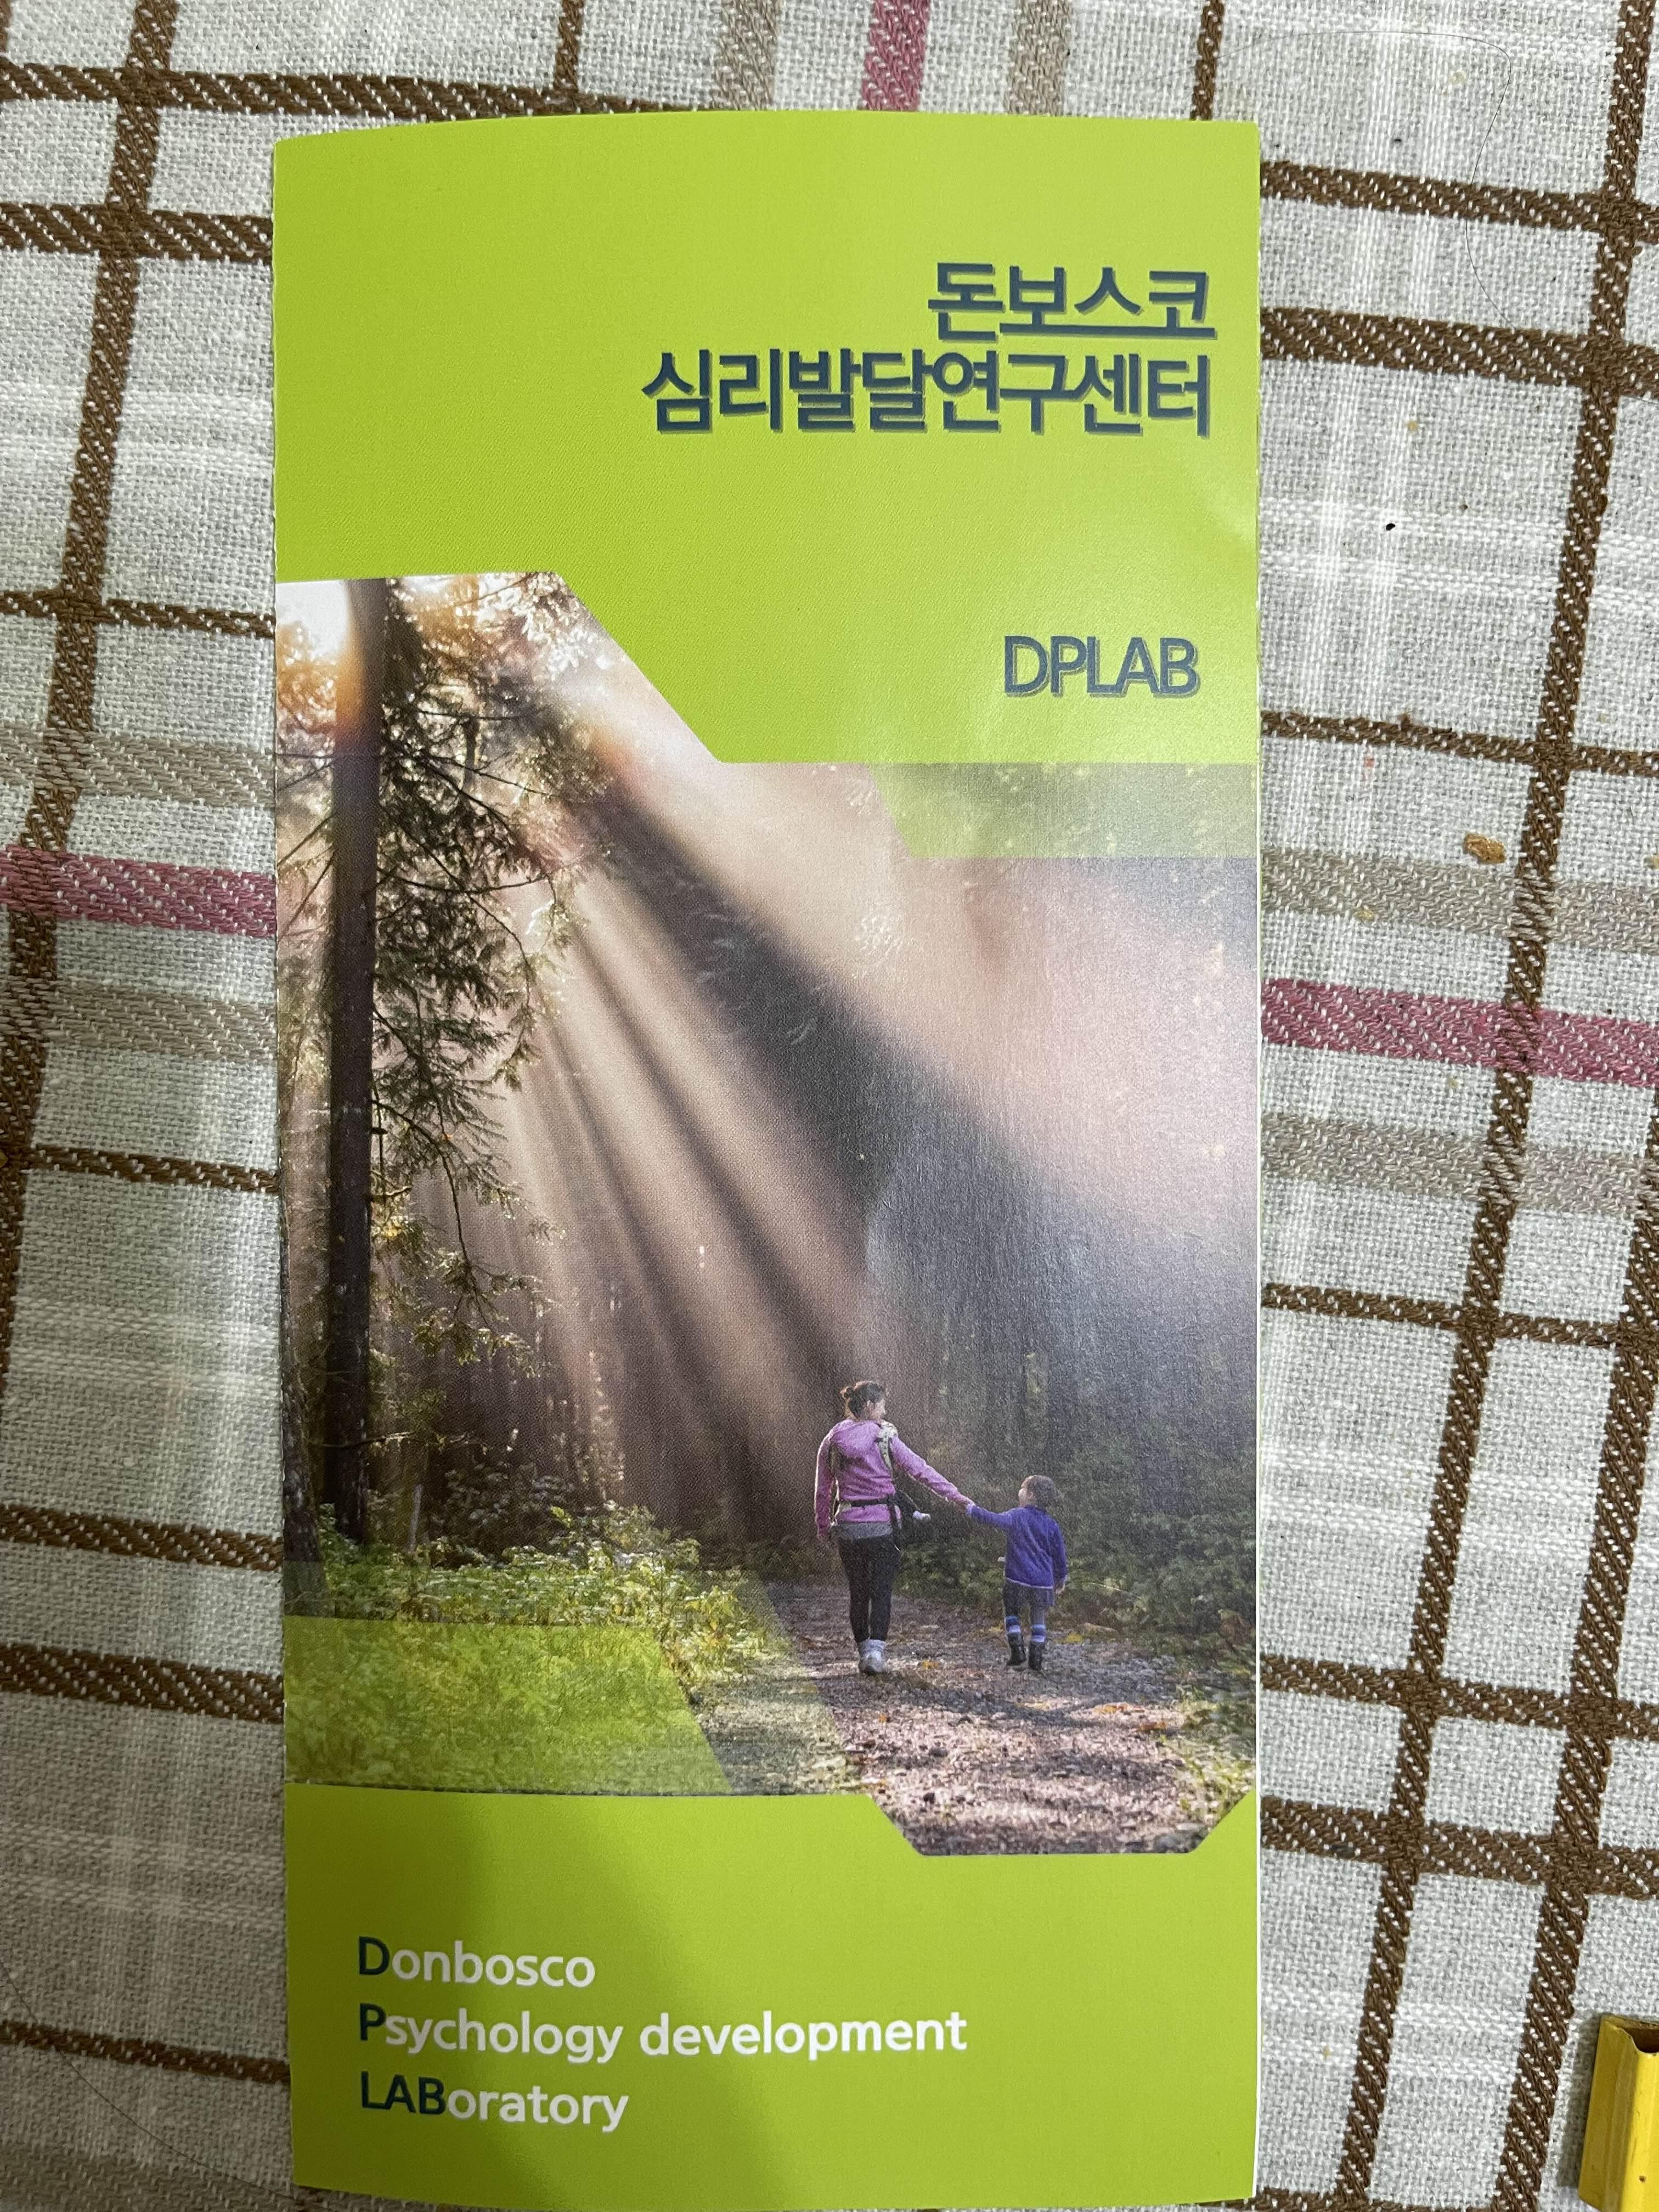 돈보스코
심리발달연구센터
DPLAB
Donbosco
Psychology development
LABoratory